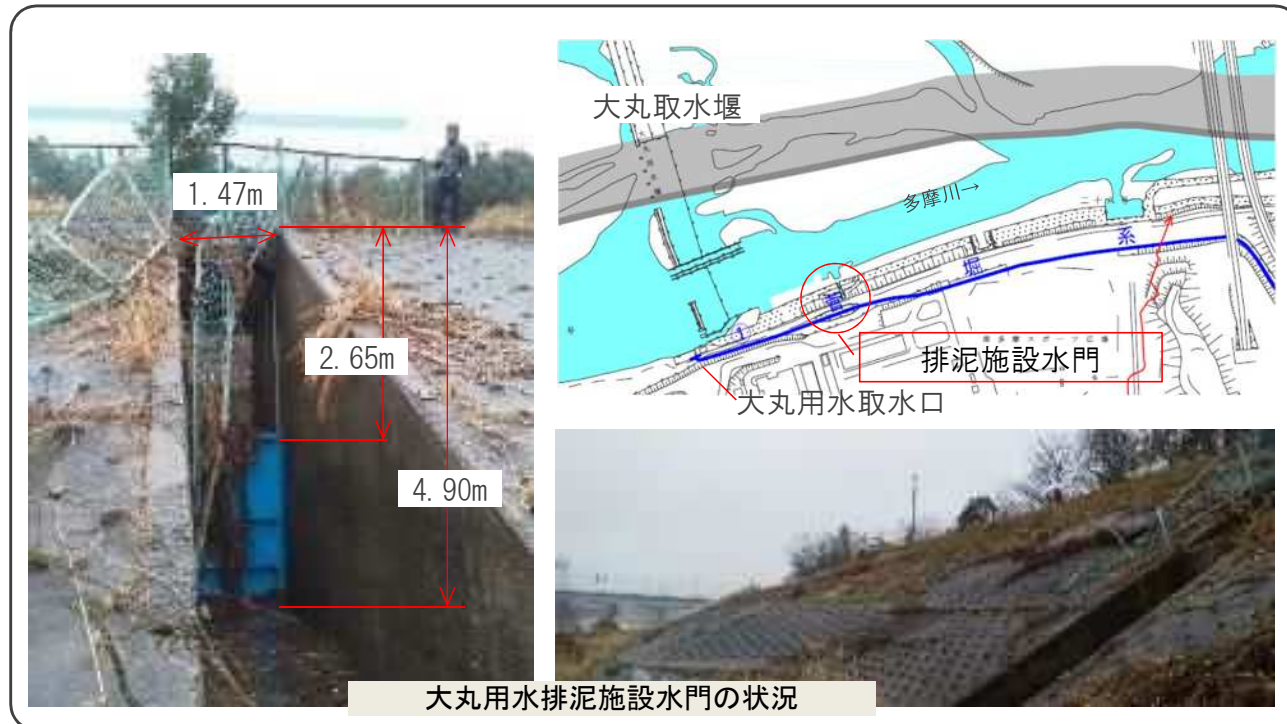 1.47m
2.65m
4.90m
大丸取水堰
多摩川→
菅
堀
系
排泥施設水門
大丸用水取水口
大丸用水排泥施設水門の状況